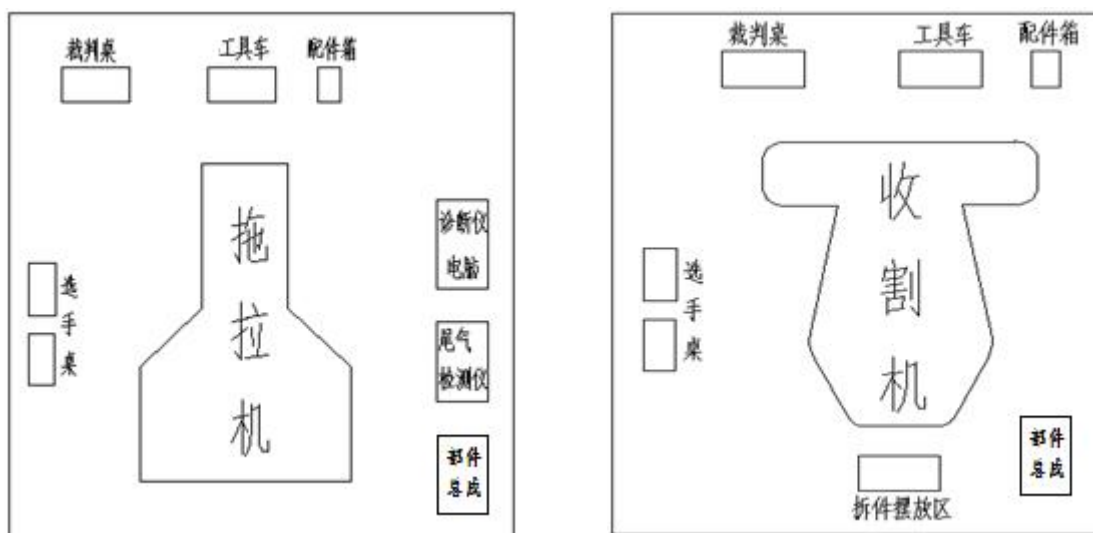 裁判桌 工具车 配件箱
拖拉机
选手桌
诊断仪
电脑
尾气
检测仪
部件
总成
裁判桌 工具车 配件箱
收割机
选手桌
部件
总成
拆件摆放区